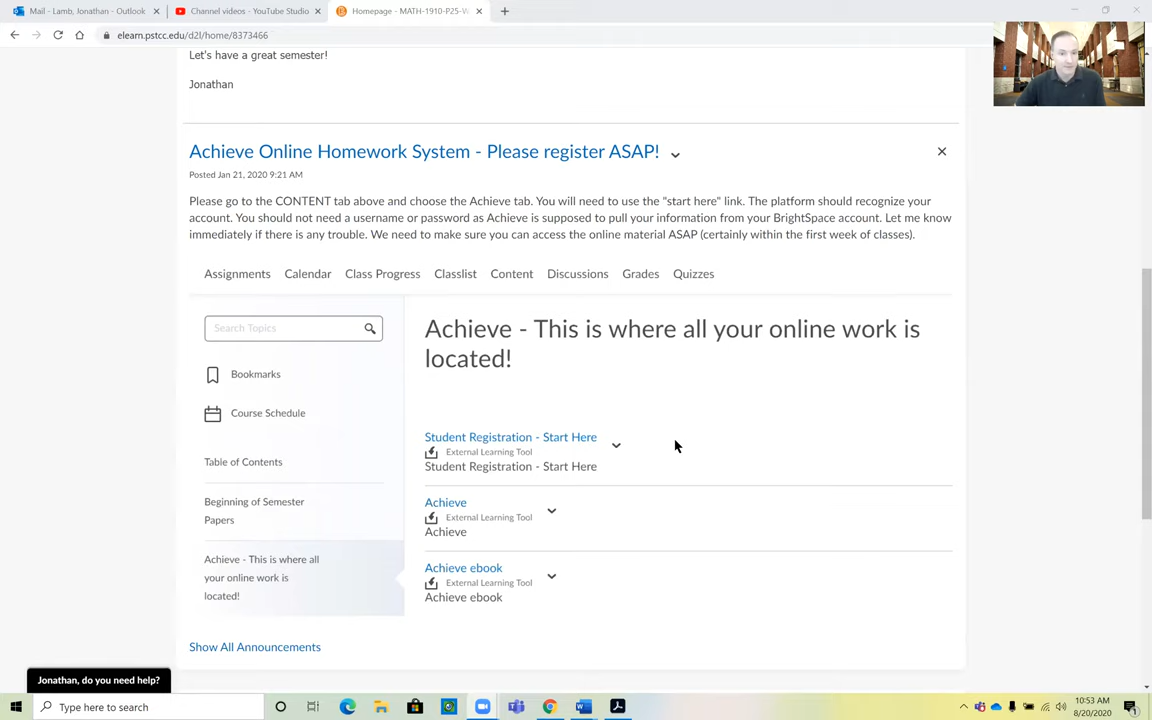 Mail - Lamb, Jonathan - Outlook
Channel videos - YouTube Studio
Homepage - MATH-1910-P25-W
elearn.pstcc.edu/d2l/home/8373466
Let's have a great semester!
Jonathan
Achieve Online Homework System - Please register ASAP!
Posted Jan 21, 2020 9:21 AM
Please go to the CONTENT tab above and choose the Achieve tab. You will need to use the "start here" link. The platform should recognize your
account. You should not need a username or password as Achieve is supposed to pull your information from your BrightSpace account. Let me know
immediately if there is any trouble. We need to make sure you can access the online material ASAP (certainly within the first week of classes).
Assignments Calendar Class Progress Classlist Content Discussions Grades Quizzes
Search Topics
Bookmarks
Course Schedule
Table of Contents
Beginning of Semester
Papers
Achieve - This is where all
your online work is
located!
Achieve - This is where all your online work is
located!
Student Registration - Start Here
External Learning Tool
Student Registration - Start Here
Achieve
External Learning Tool
Achieve
Achieve ebook
External Learning Tool
Achieve ebook
Show All Announcements
Jonathan, do you need help?
Type here to search
10:53 AM
8/20/2020